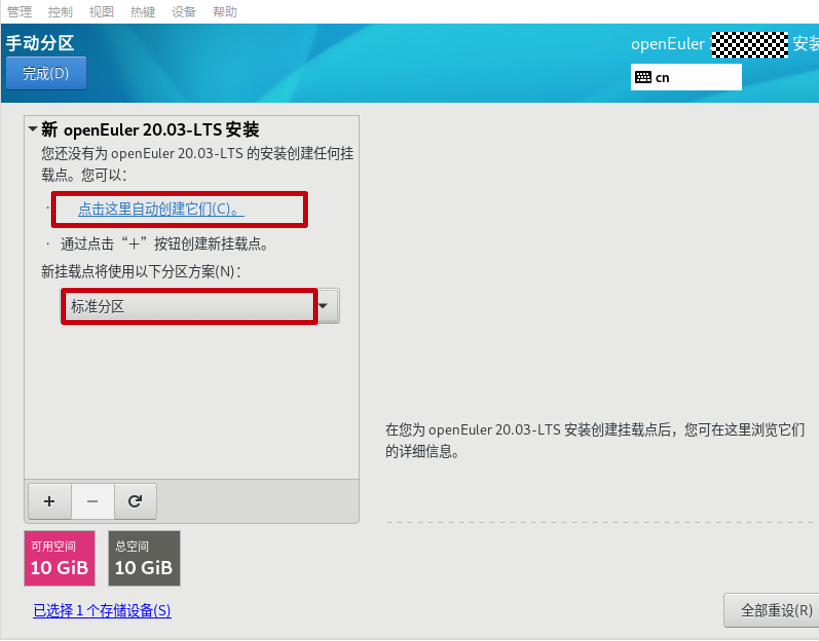 管理 控制 视图 热键 设备 帮助
手动分区
openEuler 安装
完成(D)
cn
新 openEuler 20.03-LTS 安装
您还没有为 openEuler 20.03-LTS 的安装创建任何挂
载点。您可以：
· 点击这里自动创建它们(C)。
· 通过点击“＋”按钮创建新挂载点。
新挂载点将使用以下分区方案(N)：
标准分区
在您为 openEuler 20.03-LTS 安装创建挂载点后，您可在这里浏览它们
的详细信息。
可用空间
10 GiB
总空间
10 GiB
已选择 1 个存储设备(S)
全部重设(R)